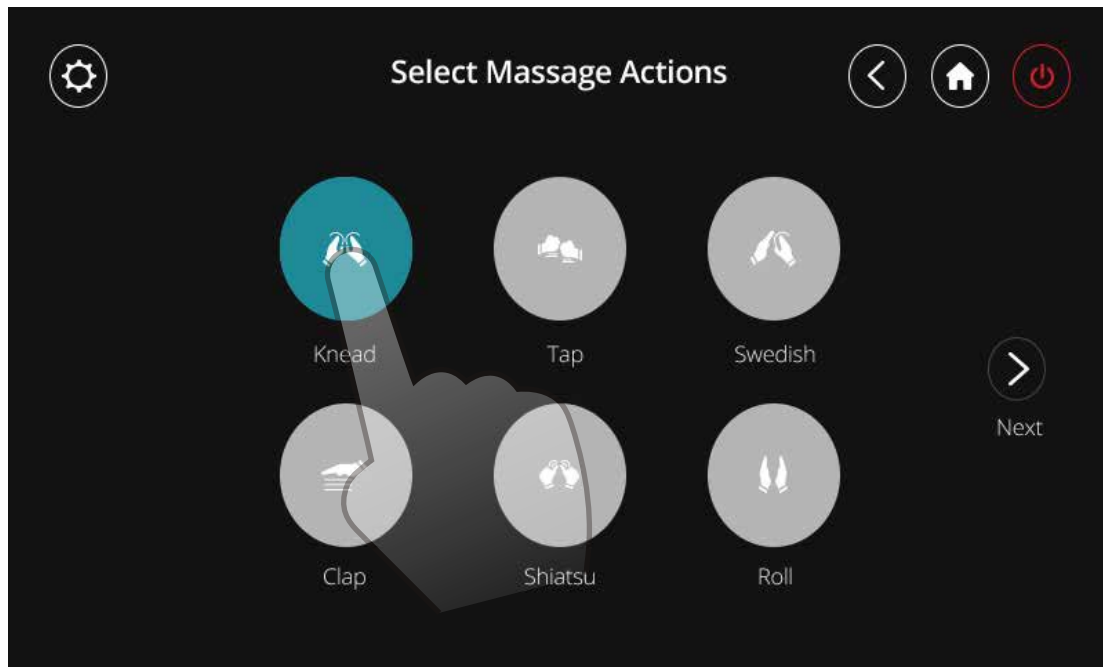 Select Massage Actions
Knead
Tap
Swedish
Next
Clap
Shiatsu
Roll